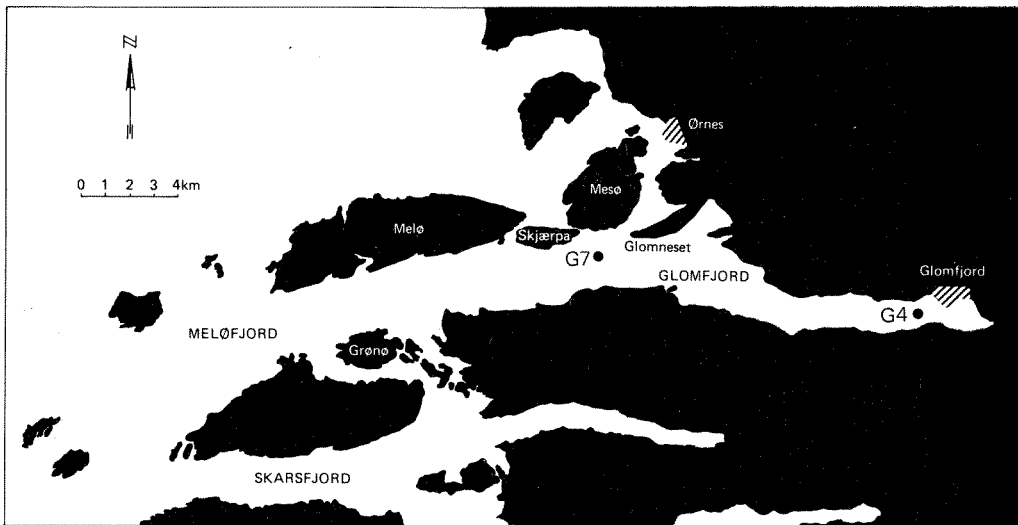 N
Ørnes
0 1 2 3 4km
Mesø
Melø
Skjærpa
Glomneset
G7
GLOMFJORD
Glomfjord
G4
MELØFJORD
Grønø
SKARSFJORD